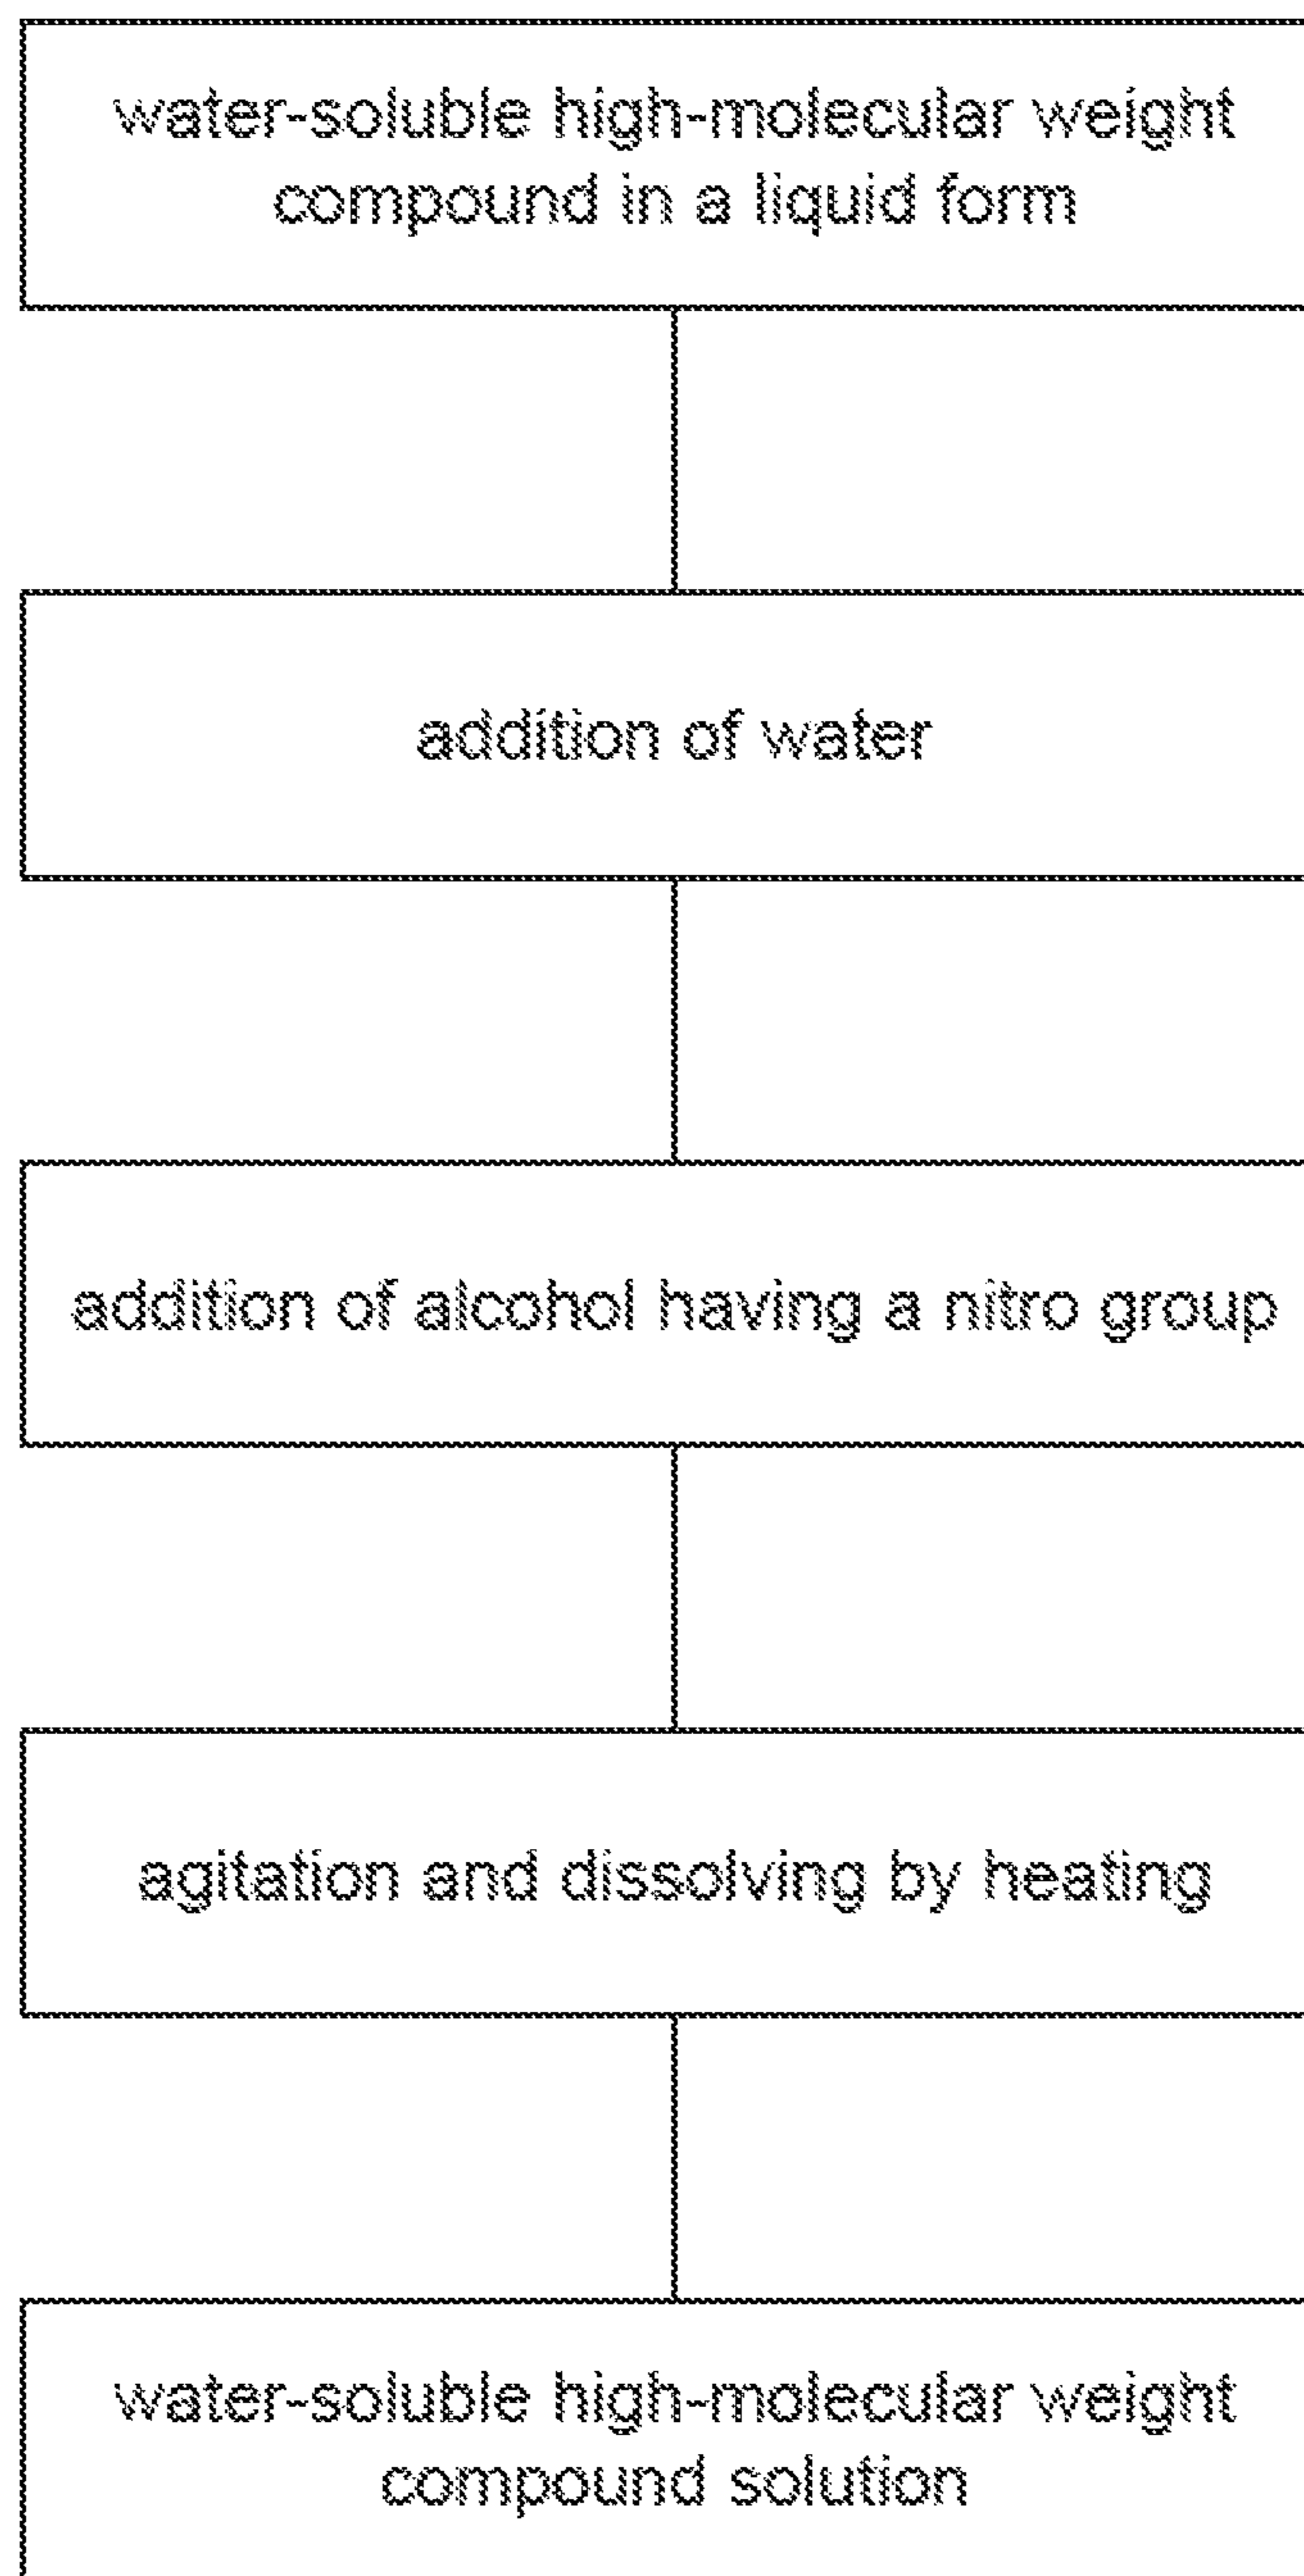 water-soluble high-molecular weight
compound in a liquid form
addition of water
addition of alcohol having a nitro group
agitation and dissolving by heating
water-soluble high-molecular weight
compound solution